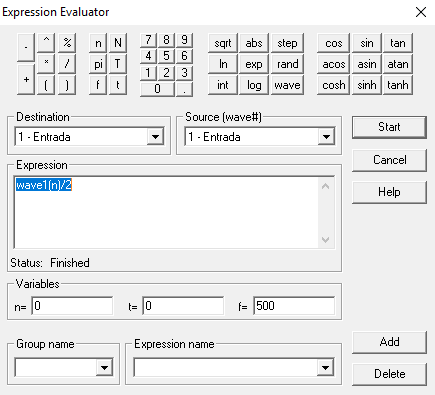 Expression Evaluator
- ^ % n N 7 8 9 sqrt abs step cos sin tan
+ * / pi T 4 5 6 ln exp rand acos asin atan
( ) f t 1 2 3 int log wave cosh sinh tanh
0 .
Destination Source (wave#)
1 - Entrada 1 - Entrada Start
Cancel
Expression Help
wave1(n)/2
Status: Finished
Variables
n= 0 t= 0 f= 500
Group name Expression name Add
Delete